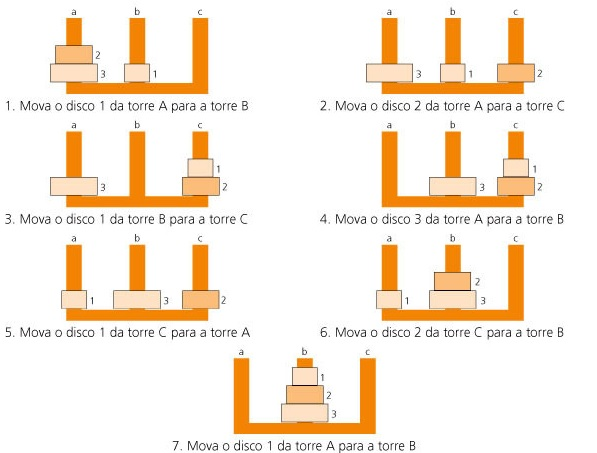 a b c
2
3 1
1. Mova o disco 1 da torre A para a torre B
a b c
3 1 2
2. Mova o disco 2 da torre A para a torre C
a b c
1
3 2
3. Mova o disco 1 da torre B para a torre C
a b c
1
3 2
4. Mova o disco 3 da torre A para a torre B
a b c
1 3 2
5. Mova o disco 1 da torre C para a torre A
a b c
2
1 3
6. Mova o disco 2 da torre C para a torre B
a b c
1
2
3
7. Mova o disco 1 da torre A para a torre B